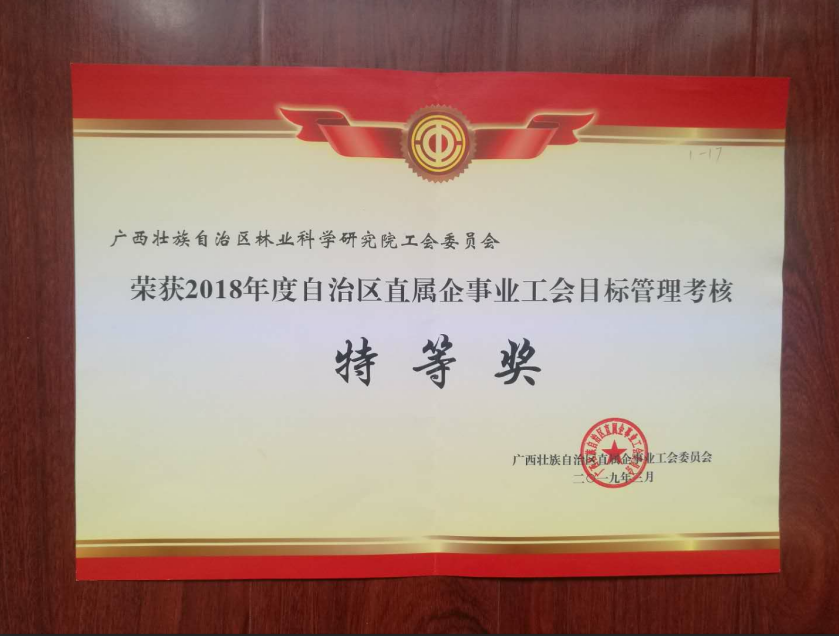 1-17
广西壮族自治区林业科学研究院工会委员会
荣获2018年度自治区直属企事业工会目标管理考核
特等奖
广西壮族自治区直属企事业工会委员会
二〇一九年三月